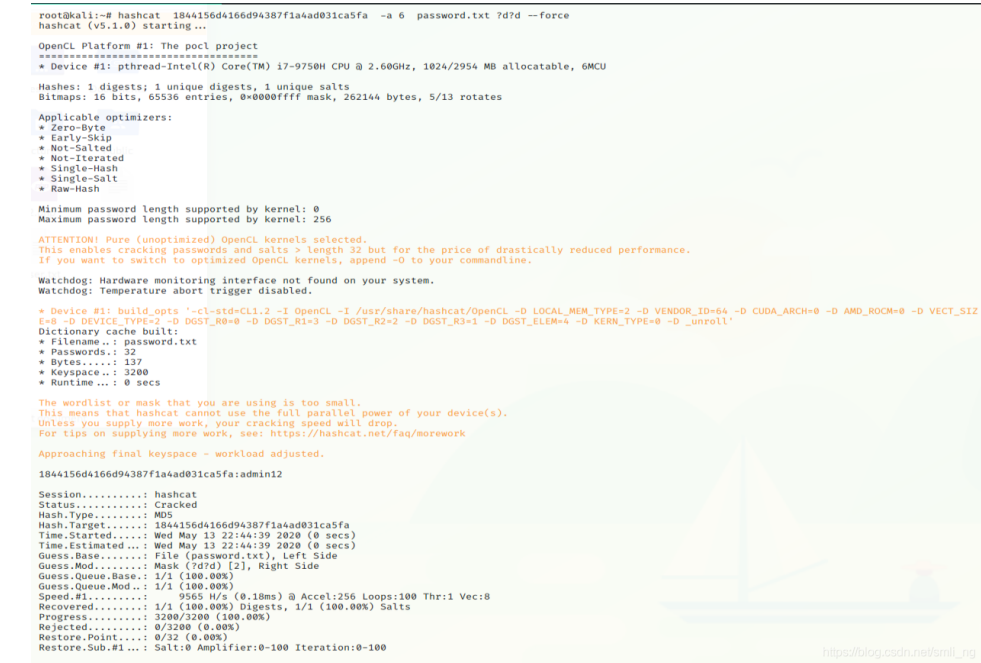 root@kali:~# hashcat  1844156d4166d94387f1a4ad031ca5fa  -a 6  password.txt ?d?d --force
hashcat (v5.1.0) starting...
OpenCL Platform #1: The pocl project
====================================
* Device #1: pthread-Intel(R) Core(TM) i7-9750H CPU @ 2.60GHz, 1024/2954 MB allocatable, 6MCU
Hashes: 1 digests; 1 unique digests, 1 unique salts
Bitmaps: 16 bits, 65536 entries, 0×0000ffff mask, 262144 bytes, 5/13 rotates
Applicable optimizers:
* Zero-Byte
* Early-Skip
* Not-Salted
* Not-Iterated
* Single-Hash
* Single-Salt
* Raw-Hash
Minimum password length supported by kernel: 0
Maximum password length supported by kernel: 256
ATTENTION! Pure (unoptimized) OpenCL kernels selected.
This enables cracking passwords and salts > length 32 but for the price of drastically reduced performance.
If you want to switch to optimized OpenCL kernels, append -O to your commandline.
Watchdog: Hardware monitoring interface not found on your system.
Watchdog: Temperature abort trigger disabled.
* Device #1: build_opts '-cl-std=CL1.2 -I OpenCL -I /usr/share/hashcat/OpenCL -D LOCAL_MEM_TYPE=2 -D VENDOR_ID=64 -D CUDA_ARCH=0 -D AMD_ROCM=0 -D VECT_SIZ
E=8 -D DEVICE_TYPE=2 -D DGST_R0=0 -D DGST_R1=3 -D DGST_R2=2 -D DGST_R3=1 -D DGST_ELEM=4 -D KERN_TYPE=0 -D _unroll'
Dictionary cache built:
* Filename..: password.txt
* Passwords.: 32
* Bytes.....: 137
* Keyspace..: 3200
* Runtime...: 0 secs
The wordlist or mask that you are using is too small.
This means that hashcat cannot use the full parallel power of your device(s).
Unless you supply more work, your cracking speed will drop.
For tips on supplying more work, see: https://hashcat.net/faq/morework
Approaching final keyspace - workload adjusted.
1844156d4166d94387f1a4ad031ca5fa:admin12
Session..........: hashcat
Status...........: Cracked
Hash.Type........: MD5
Hash.Target......: 1844156d4166d94387f1a4ad031ca5fa
Time.Started.....: Wed May 13 22:44:39 2020 (0 secs)
Time.Estimated...: Wed May 13 22:44:39 2020 (0 secs)
Guess.Base.......: File (password.txt), Left Side
Guess.Mod........: Mask (?d?d) [2], Right Side
Guess.Queue.Base.: 1/1 (100.00%)
Guess.Queue.Mod..: 1/1 (100.00%)
Speed.#1.........:     9565 H/s (0.18ms) @ Accel:256 Loops:100 Thr:1 Vec:8
Recovered........: 1/1 (100.00%) Digests, 1/1 (100.00%) Salts
Progress.........: 3200/3200 (100.00%)
Rejected.........: 0/3200 (0.00%)
Restore.Point....: 0/32 (0.00%)
Restore.Sub.#1...: Salt:0 Amplifier:0-100 Iteration:0-100
https://blog.csdn.net/smli_ng